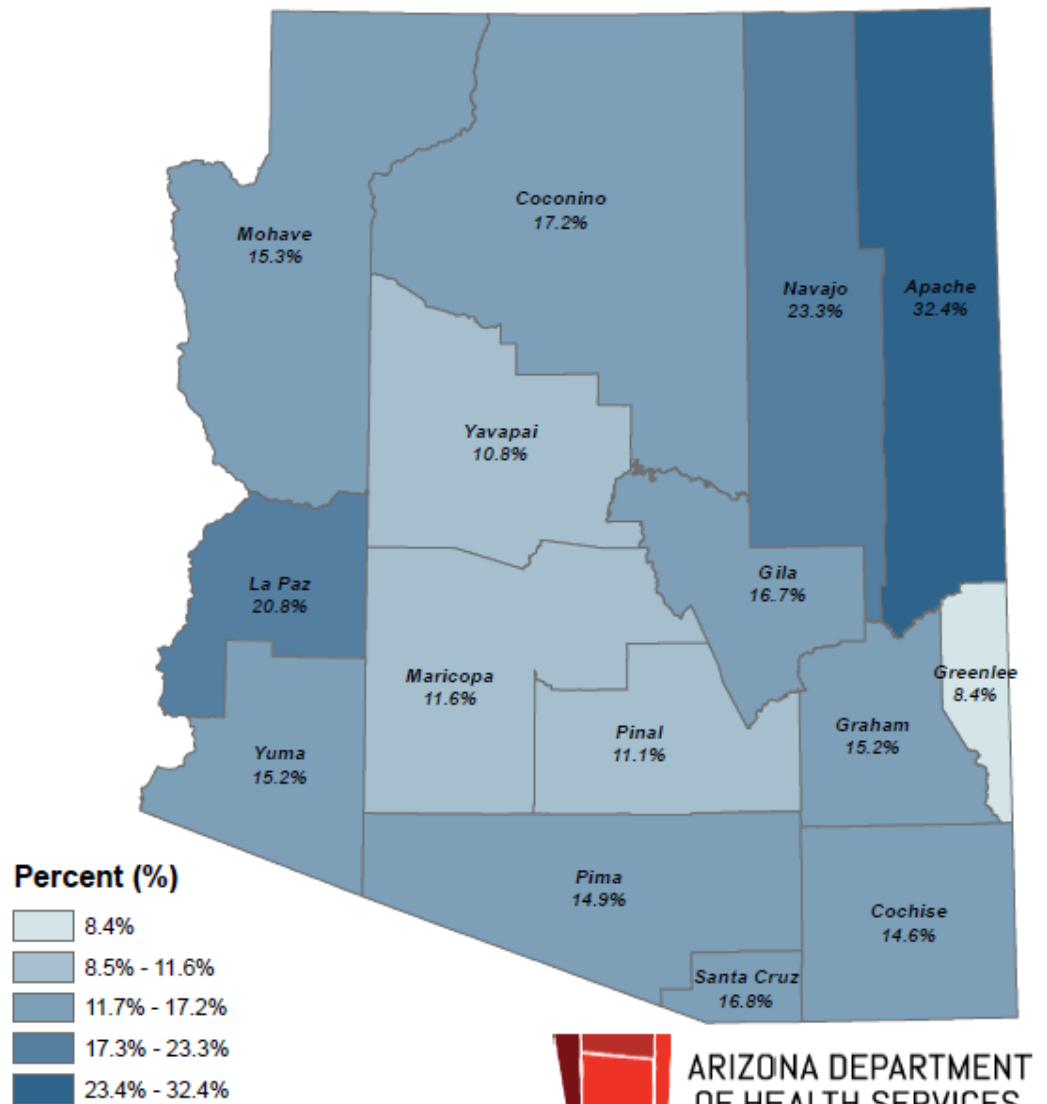 Coconino
17.2%
Mohave
15.3%
Navajo
23.3%
Apache
32.4%
Yavapai
10.8%
Gila
16.7%
La Paz
20.8%
Maricopa
11.6%
Greenlee
8.4%
Pinal
11.1%
Graham
15.2%
Yuma
15.2%
Pima
14.9%
Cochise
14.6%
Santa Cruz
16.8%
Percent (%)
8.4%
8.5% - 11.6%
11.7% - 17.2%
17.3% - 23.3%
23.4% - 32.4%
ARIZONA DEPARTMENT
OF HEALTH SERVICES